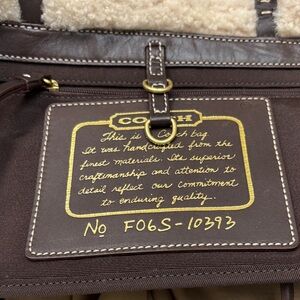 COACH
This is a Coach bag.
It was handcrafted from the
finest materials. Its superior
craftsmanship and attention to
detail reflect our commitment
to enduring quality.
No F06S-10393